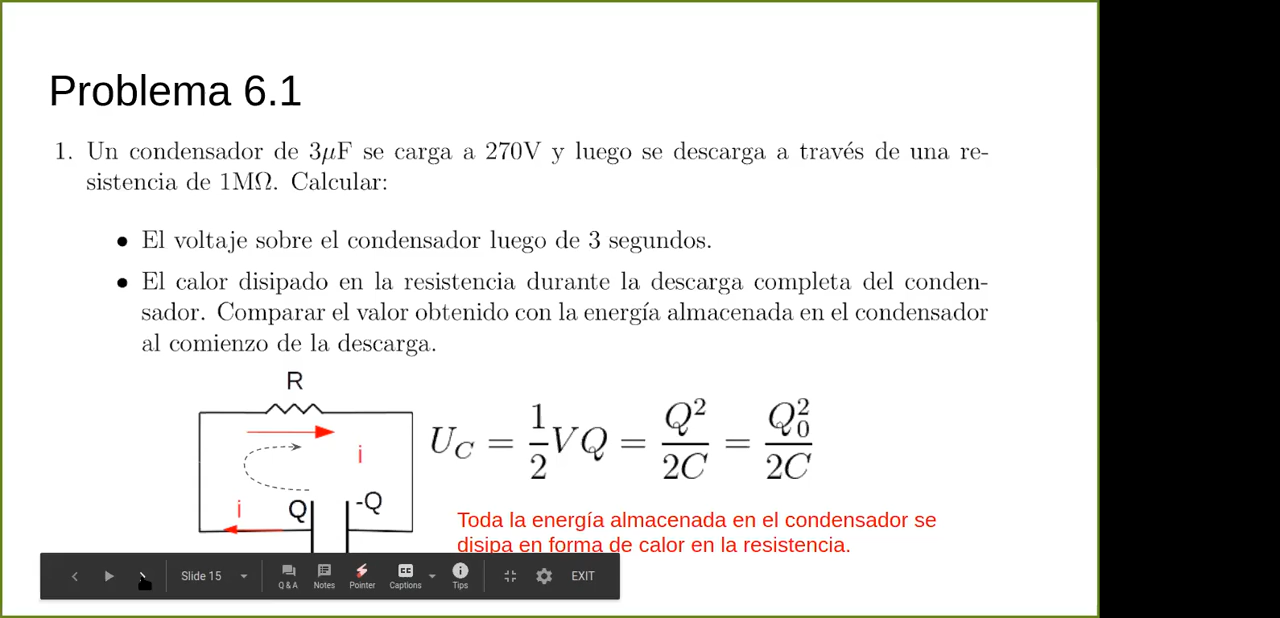 Problema 6.1
1. Un condensador de 3μF se carga a 270V y luego se descarga a través de una re-
sistencia de 1MΩ. Calcular:
• El voltaje sobre el condensador luego de 3 segundos.
• El calor disipado en la resistencia durante la descarga completa del conden-
sador. Comparar el valor obtenido con la energía almacenada en el condensador
al comienzo de la descarga.
R
i
i
Q
-Q
U_C = 1/2 VQ = Q²/2C = Q₀²/2C
Toda la energía almacenada en el condensador se
disipa en forma de calor en la resistencia.
Slide 15
Q & A
Notes
Pointer
CC
Captions
Tips
EXIT